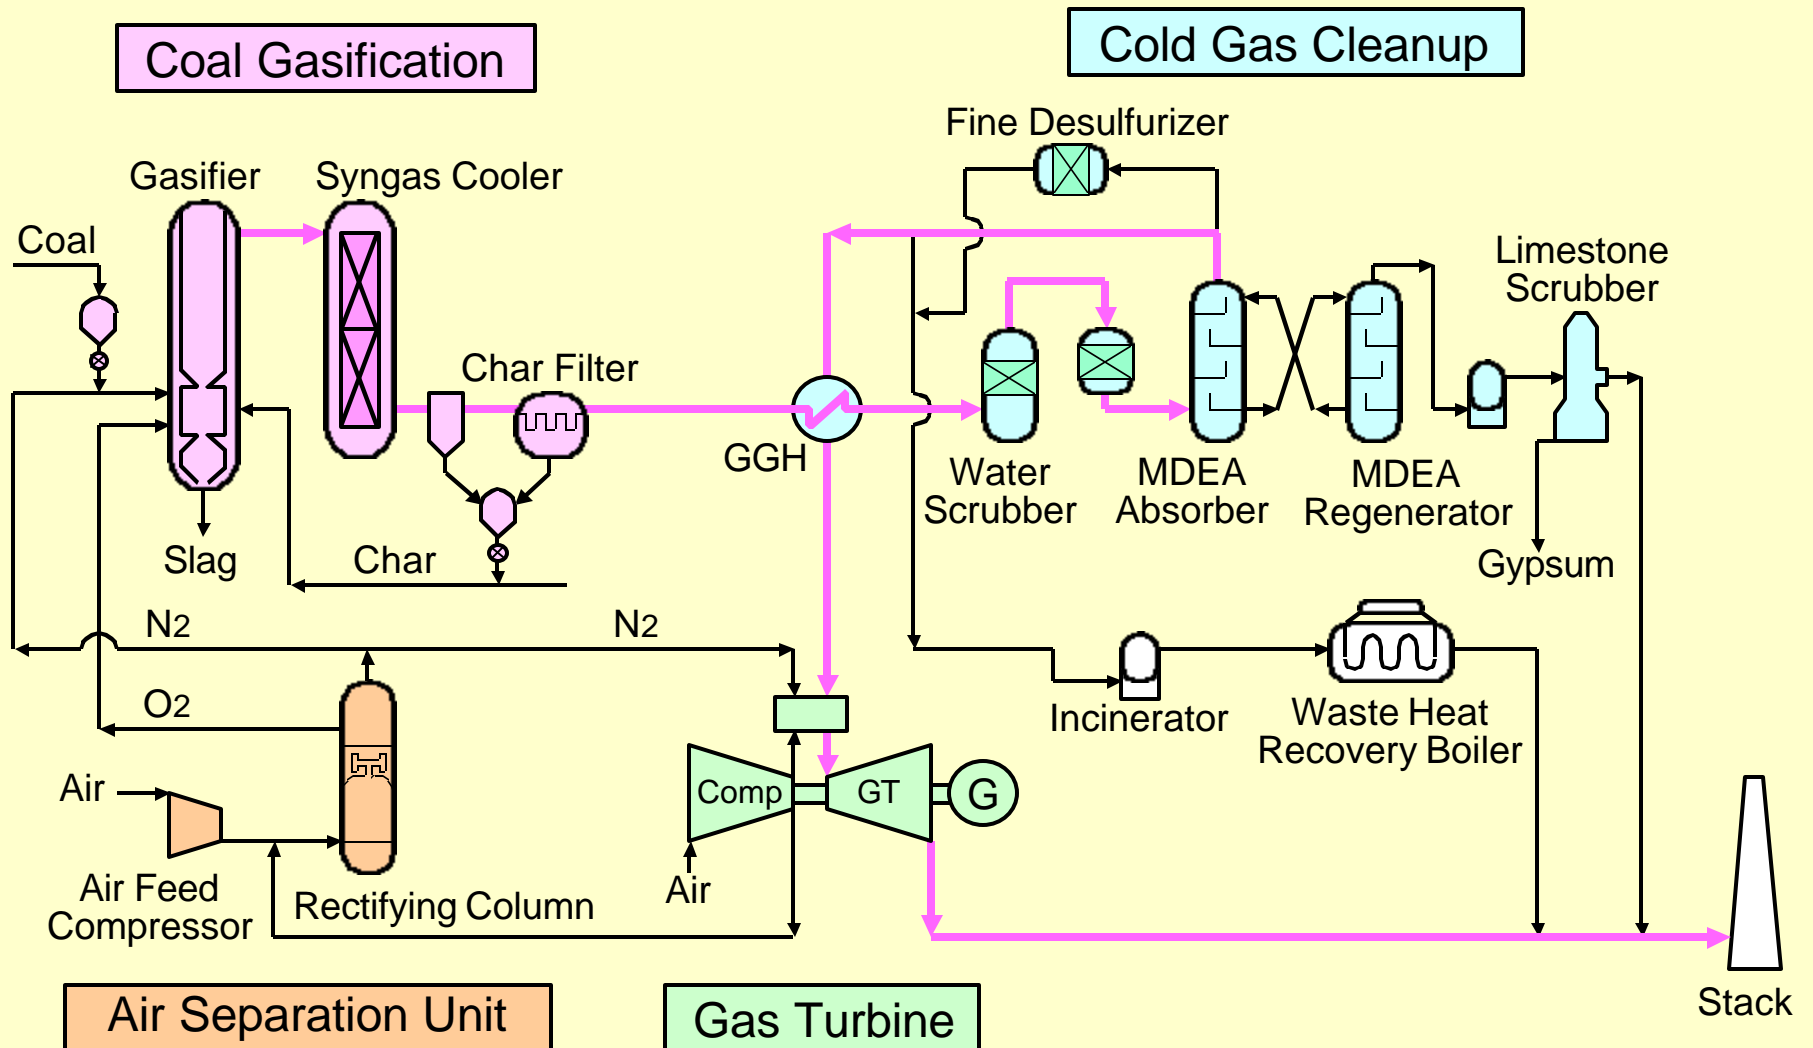 Coal Gasification
Cold Gas Cleanup
Fine Desulfurizer
Gasifier
Syngas Cooler
Coal
Limestone
Scrubber
Char Filter
GGH
Water
Scrubber
MDEA
Absorber
MDEA
Regenerator
Slag
Char
Gypsum
N2
N2
O2
Incinerator
Waste Heat
Recovery Boiler
Air
Comp
GT
G
Air Feed
Compressor
Rectifying Column
Air
Stack
Air Separation Unit
Gas Turbine